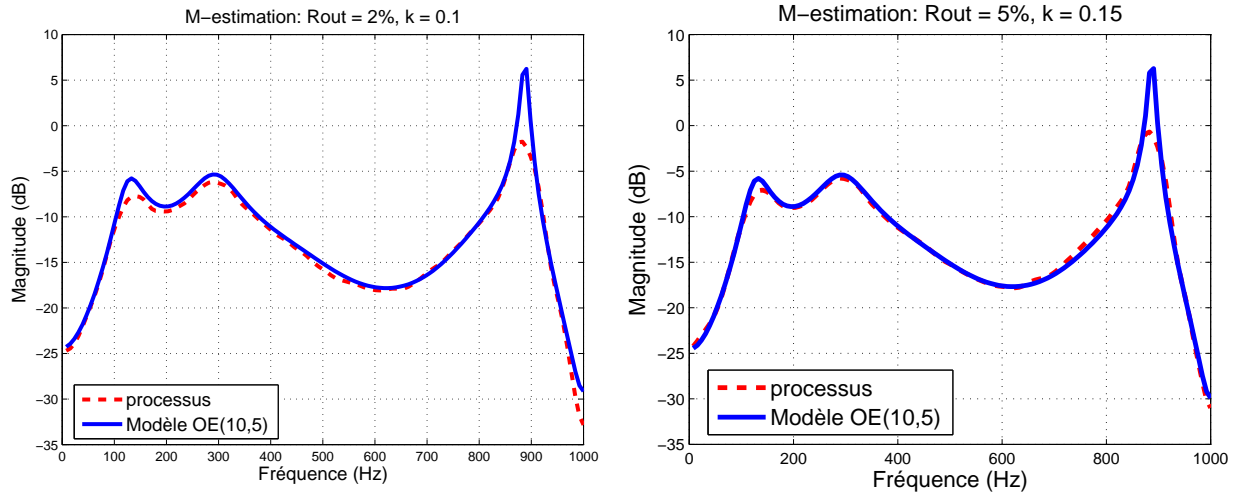 M−estimation: Rout = 2%, k = 0.1
10
5
0
−5
−10
−15
−20
−25
−30
−35
Magnitude (dB)
processus
Modèle OE(10,5)
0 100 200 300 400 500 600 700 800 900 1000
Fréquence (Hz)
M−estimation: Rout = 5%, k = 0.15
10
5
0
−5
−10
−15
−20
−25
−30
−35
Magnitude (dB)
processus
Modèle OE(10,5)
0 200 400 600 800 1000
Fréquence (Hz)